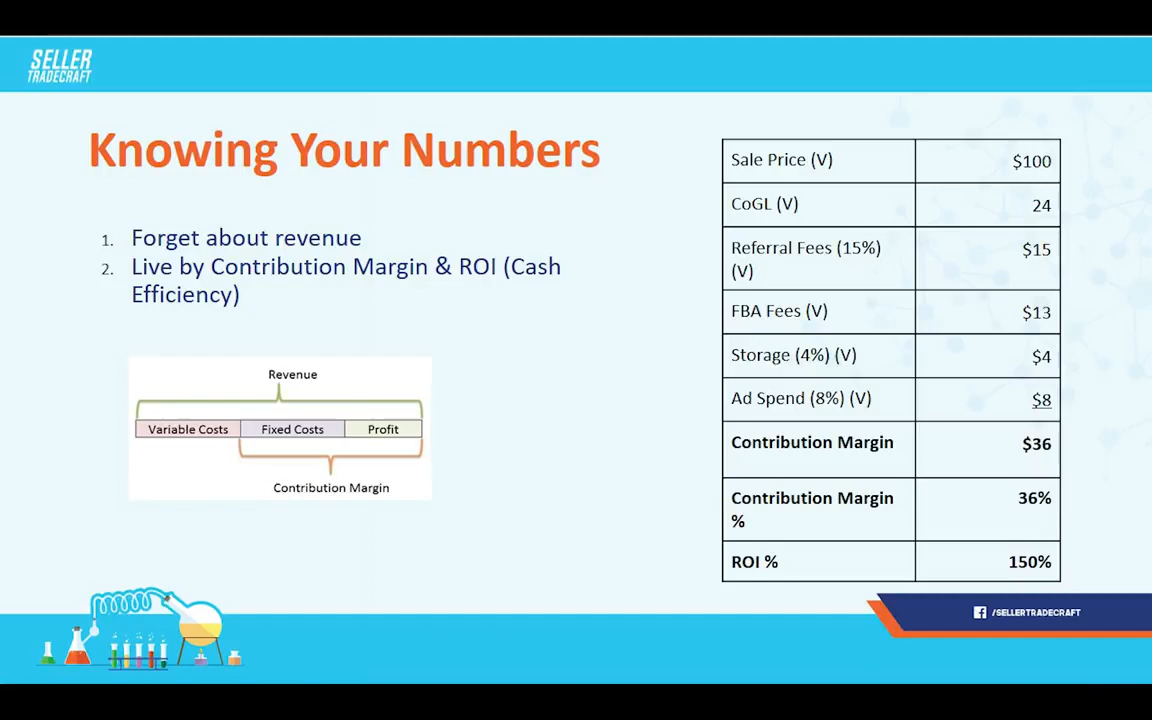 SELLER
TRADECRAFT
Knowing Your Numbers
1. Forget about revenue
2. Live by Contribution Margin & ROI (Cash
Efficiency)
Revenue
Variable Costs Fixed Costs Profit
Contribution Margin
Sale Price (V) $100
CoGL (V) 24
Referral Fees (15%) $15
(V)
FBA Fees (V) $13
Storage (4%) (V) $4
Ad Spend (8%) (V) $8
Contribution Margin $36
Contribution Margin 36%
%
ROI % 150%
/SELLERTRADECRAFT